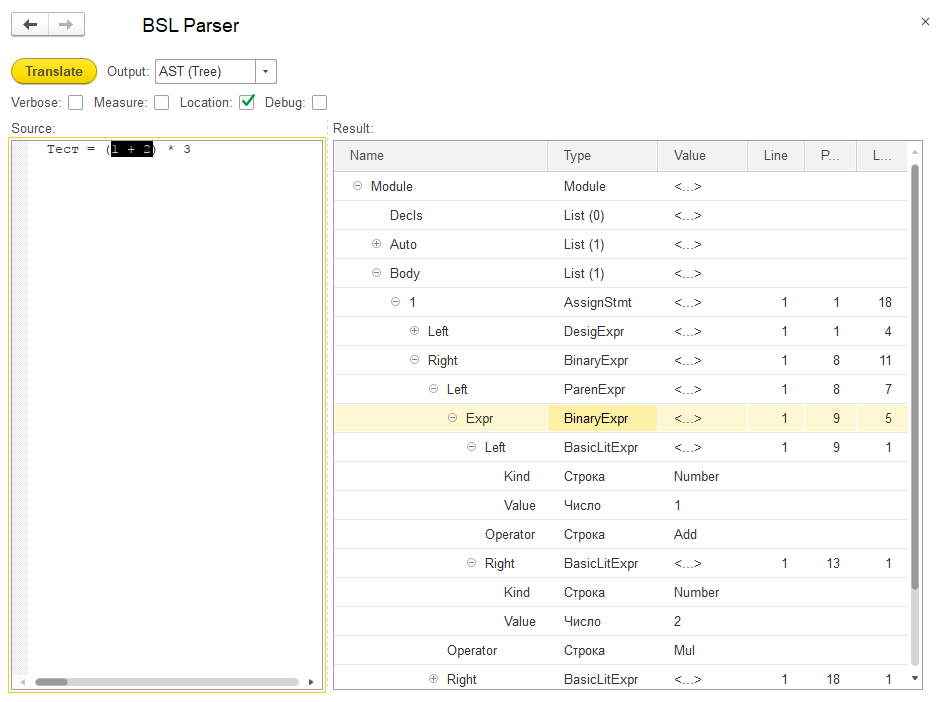 BSL Parser
Translate Output: AST (Tree)
Verbose: Measure: Location: Debug:
Source:
Тест = (1 + 2) * 3
Result:
Name Type Value Line P... L...
Module Module <...>
Decls List (0) <...>
Auto List (1) <...>
Body List (1) <...>
1 AssignStmt <...> 1 1 18
Left DesigExpr <...> 1 1 4
Right BinaryExpr <...> 1 8 11
Left ParenExpr <...> 1 8 7
Expr BinaryExpr <...> 1 9 5
Left BasicLitExpr <...> 1 9 1
Kind Строка Number
Value Число 1
Operator Строка Add
Right BasicLitExpr <...> 1 13 1
Kind Строка Number
Value Число 2
Operator Строка Mul
Right BasicLitExpr <...> 1 18 1